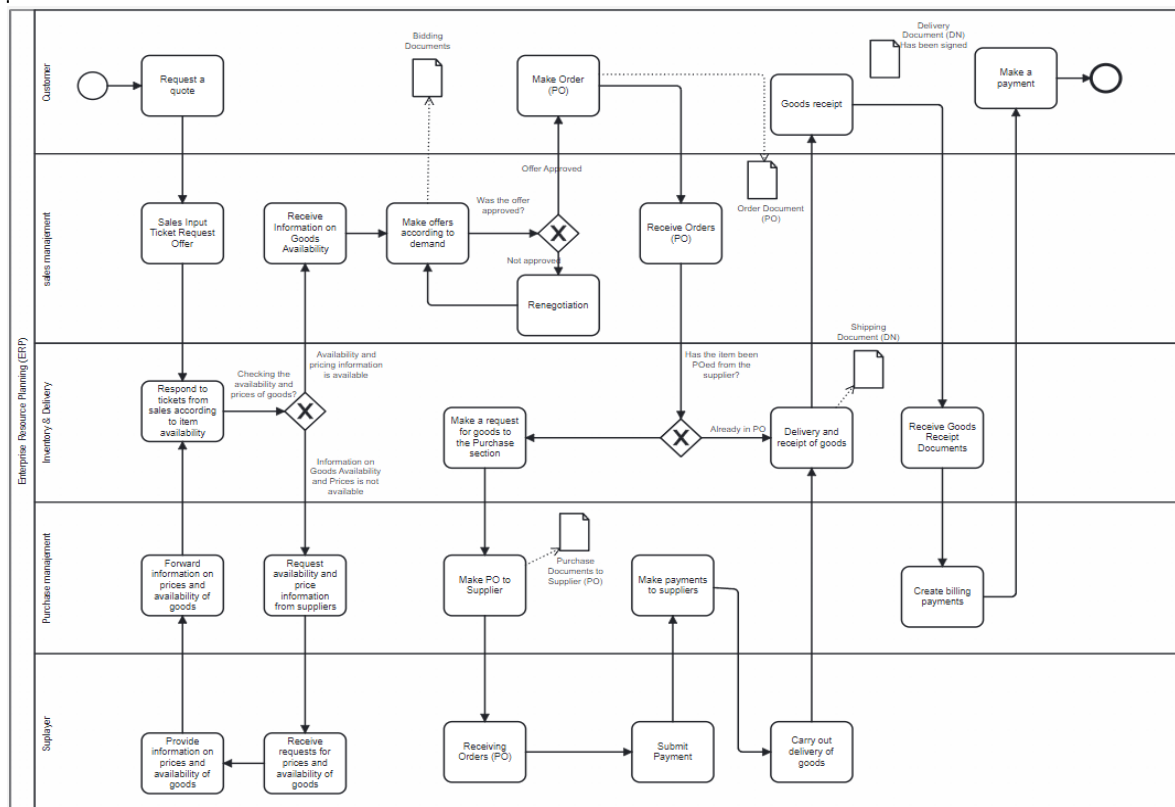 Enterprise Resource Planning (ERP)
Customer
Request a
quote
Bidding
Documents
Make Order
(PO)
Goods receipt
Delivery
Document (DN)
Has been signed
Make a
payment
sales management
Sales Input
Ticket Request
Offer
Receive
Information on
Goods
Availability
Make offers
according to
demand
Was the offer
approved?
Offer Approved
Not approved
Renegotiation
Receive Orders
(PO)
Order Document
(PO)
Inventory & Delivery
Respond to
tickets from
sales according
to item
availability
Checking the
availability and
prices of goods?
Availability and
pricing information
is available
Information on
Goods Availability
and Prices is not
available
Make a request
for goods to
the Purchase
section
Has the item been
POed from the
supplier?
Already in PO
Delivery and
receipt of goods
Shipping
Document (DN)
Receive Goods
Receipt
Documents
Purchase manajement
Forward
information on
prices and
availability of
goods
Request
availability and
price
information
from suppliers
Make PO to
Supplier
Purchase
Documents to
Supplier (PO)
Make payments
to suppliers
Create billing
payments
Suplayer
Provide
information on
prices and
availability of
goods
Receive
requests for
prices and
availability of
goods
Receiving
Orders (PO)
Submit
Payment
Carry out
delivery of
goods